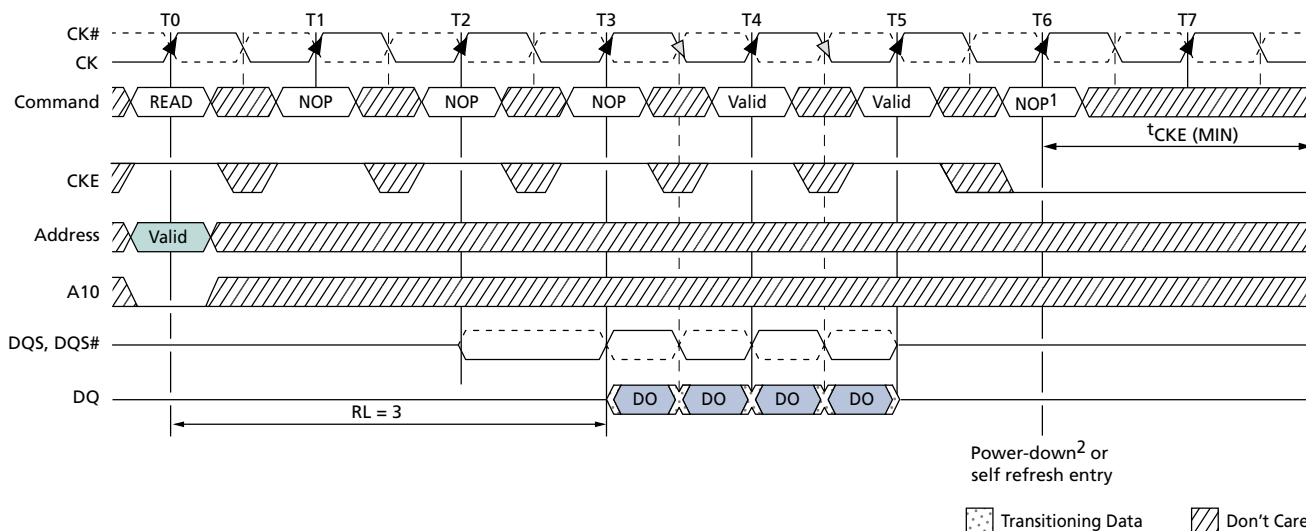 T0 T1 T2 T3 T4 T5 T6 T7
CK#
CK
Command READ NOP NOP NOP Valid Valid NOP1
tCKE (MIN)
CKE
Address Valid
A10
DQS, DQS#
DQ DO DO DO DO
RL = 3
Power-down2 or
self refresh entry
Transitioning Data Don't Care